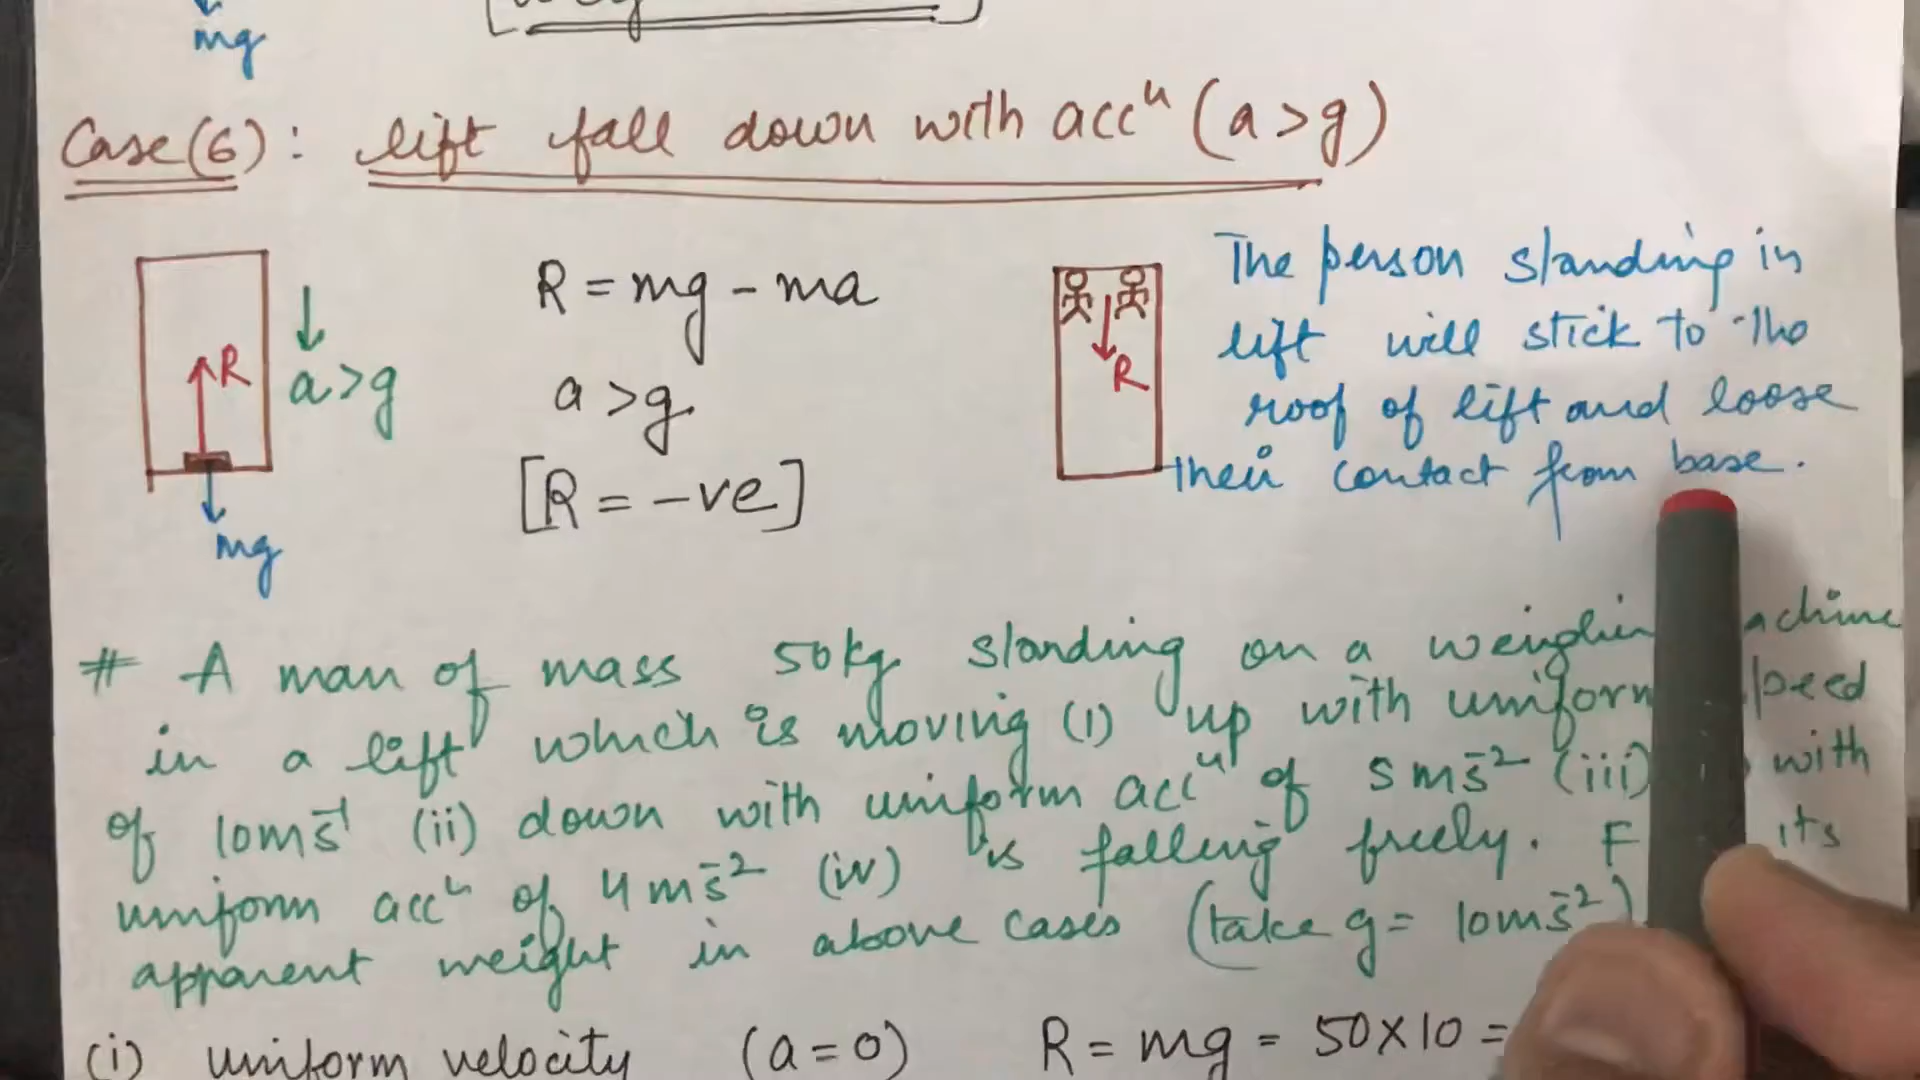 mg
Case(6): lift fall down with accⁿ (a>g)
R
a>g
mg
R = mg - ma
a>g
[R = -ve]
R
The person standing in
lift will stick to the
roof of lift and loose
their contact from base.
# A man of mass 50kg standing on a
in a lift which is moving (i) up with uniform
of 10ms⁻¹ (ii) down with uniform accⁿ of 5ms⁻² (iii) with
uniform accⁿ of 4ms⁻² (iv) is falling freely. its
apparent weight in above cases (take g = 10ms⁻²)
(i) uniform velocity (a=0) R = mg = 50×10 =